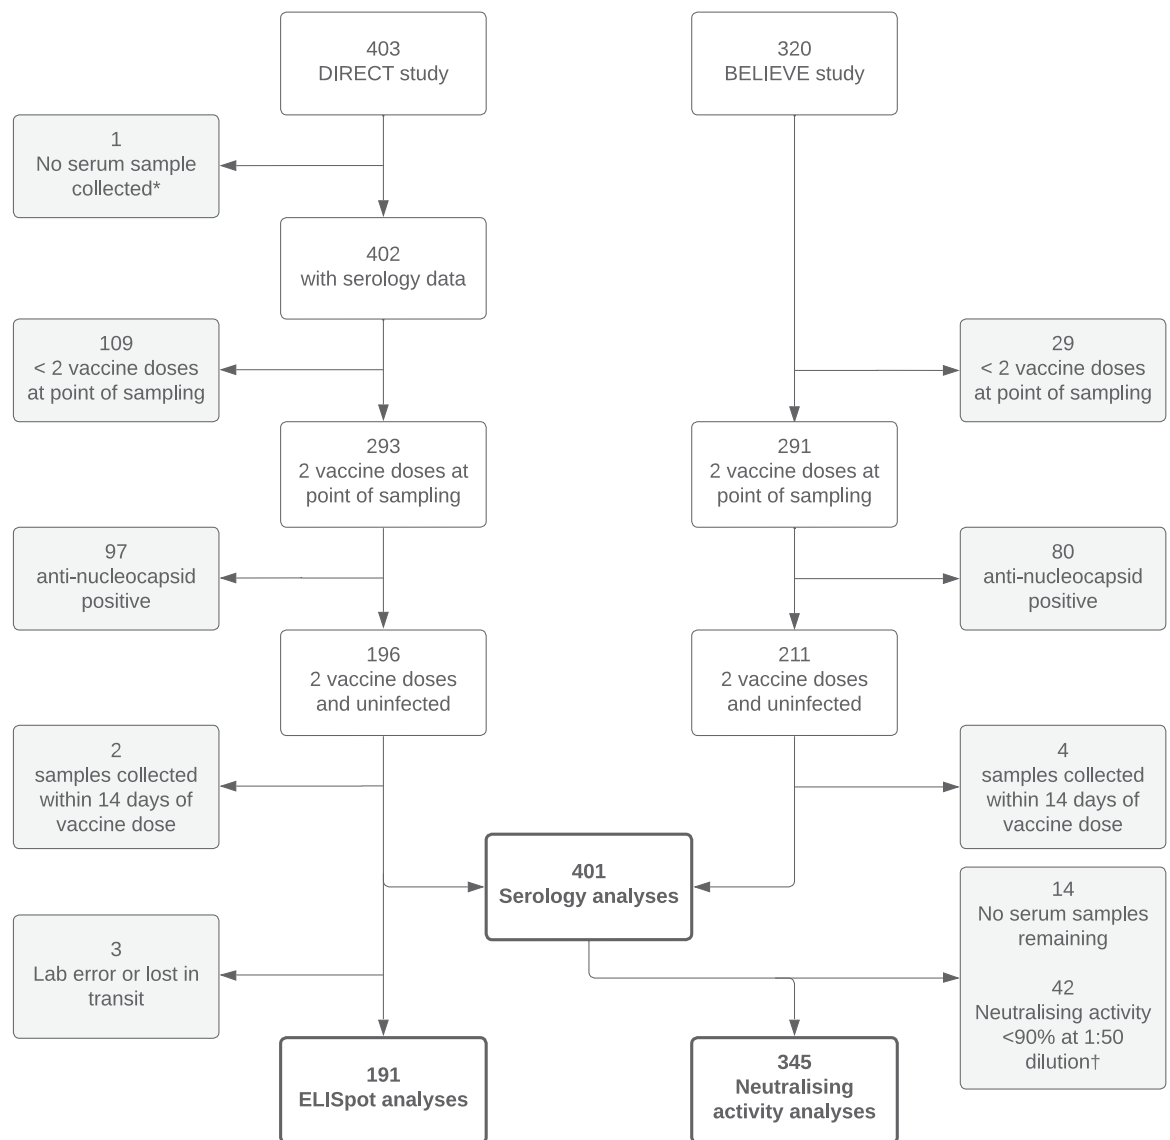 403
DIRECT study
320
BELIEVE study
1
No serum sample
collected*
402
with serology data
109
< 2 vaccine doses
at point of sampling
29
< 2 vaccine doses
at point of sampling
293
2 vaccine doses at
point of sampling
291
2 vaccine doses at
point of sampling
97
anti-nucleocapsid
positive
80
anti-nucleocapsid
positive
196
2 vaccine doses
and uninfected
211
2 vaccine doses
and uninfected
2
samples collected
within 14 days of
vaccine dose
4
samples collected
within 14 days of
vaccine dose
401
Serology analyses
3
Lab error or lost in
transit
14
No serum samples
remaining
42
Neutralising activity
<90% at 1:50
dilution†
191
ELISpot analyses
345
Neutralising
activity analyses